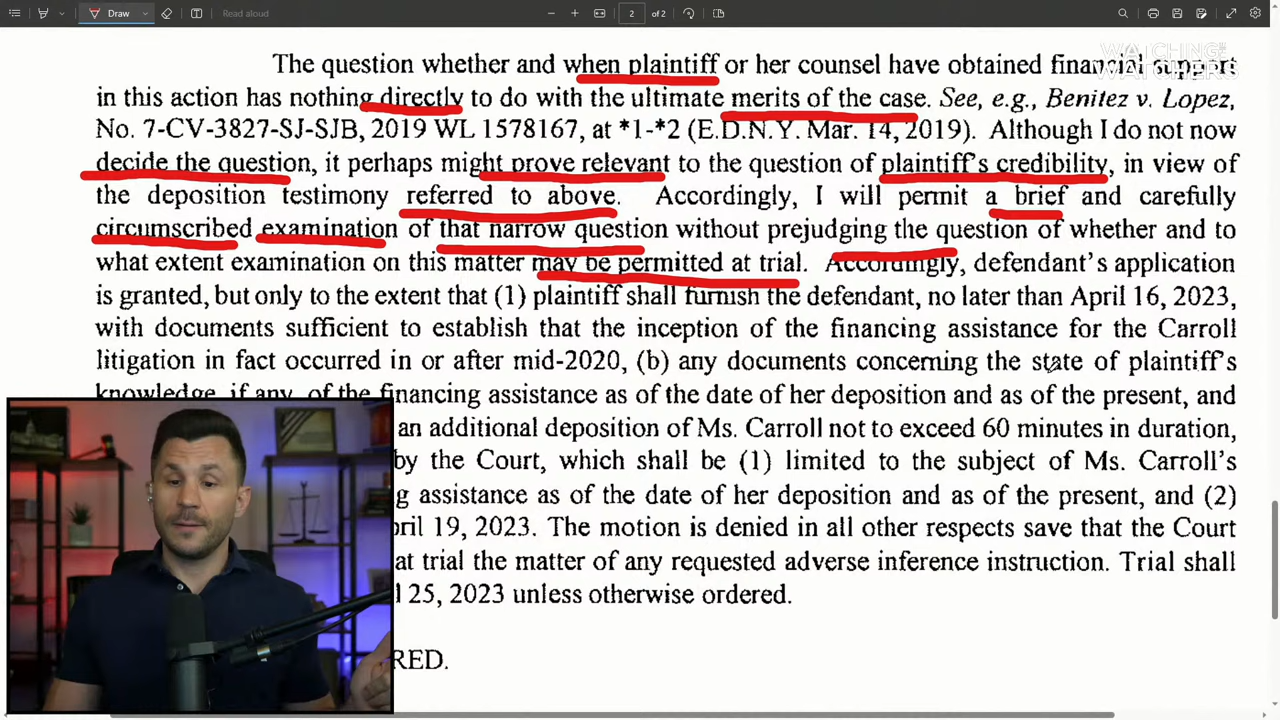 Draw
Read aloud
2
of 2
WATCHING THE
WATCHERS
The question whether and when plaintiff or her counsel have obtained financial support
in this action has nothing directly to do with the ultimate merits of the case. See, e.g., Benitez v. Lopez,
No. 7-CV-3827-SJ-SJB, 2019 WL 1578167, at *1-*2 (E.D.N.Y. Mar. 14, 2019). Although I do not now
decide the question, it perhaps might prove relevant to the question of plaintiff's credibility, in view of
the deposition testimony referred to above. Accordingly, I will permit a brief and carefully
circumscribed examination of that narrow question without prejudging the question of whether and to
what extent examination on this matter may be permitted at trial. Accordingly, defendant's application
is granted, but only to the extent that (1) plaintiff shall furnish the defendant, no later than April 16, 2023,
with documents sufficient to establish that the inception of the financing assistance for the Carroll
litigation in fact occurred in or after mid-2020, (b) any documents concerning the state of plaintiff's
knowledge, if any, of the financing assistance as of the date of her deposition and as of the present, and
an additional deposition of Ms. Carroll not to exceed 60 minutes in duration,
by the Court, which shall be (1) limited to the subject of Ms. Carroll's
g assistance as of the date of her deposition and as of the present, and (2)
ril 19, 2023. The motion is denied in all other respects save that the Court
at trial the matter of any requested adverse inference instruction. Trial shall
l 25, 2023 unless otherwise ordered.
RED.